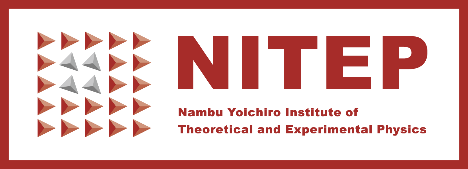 NITEP
Nambu Yoichiro Institute of
Theoretical and Experimental Physics